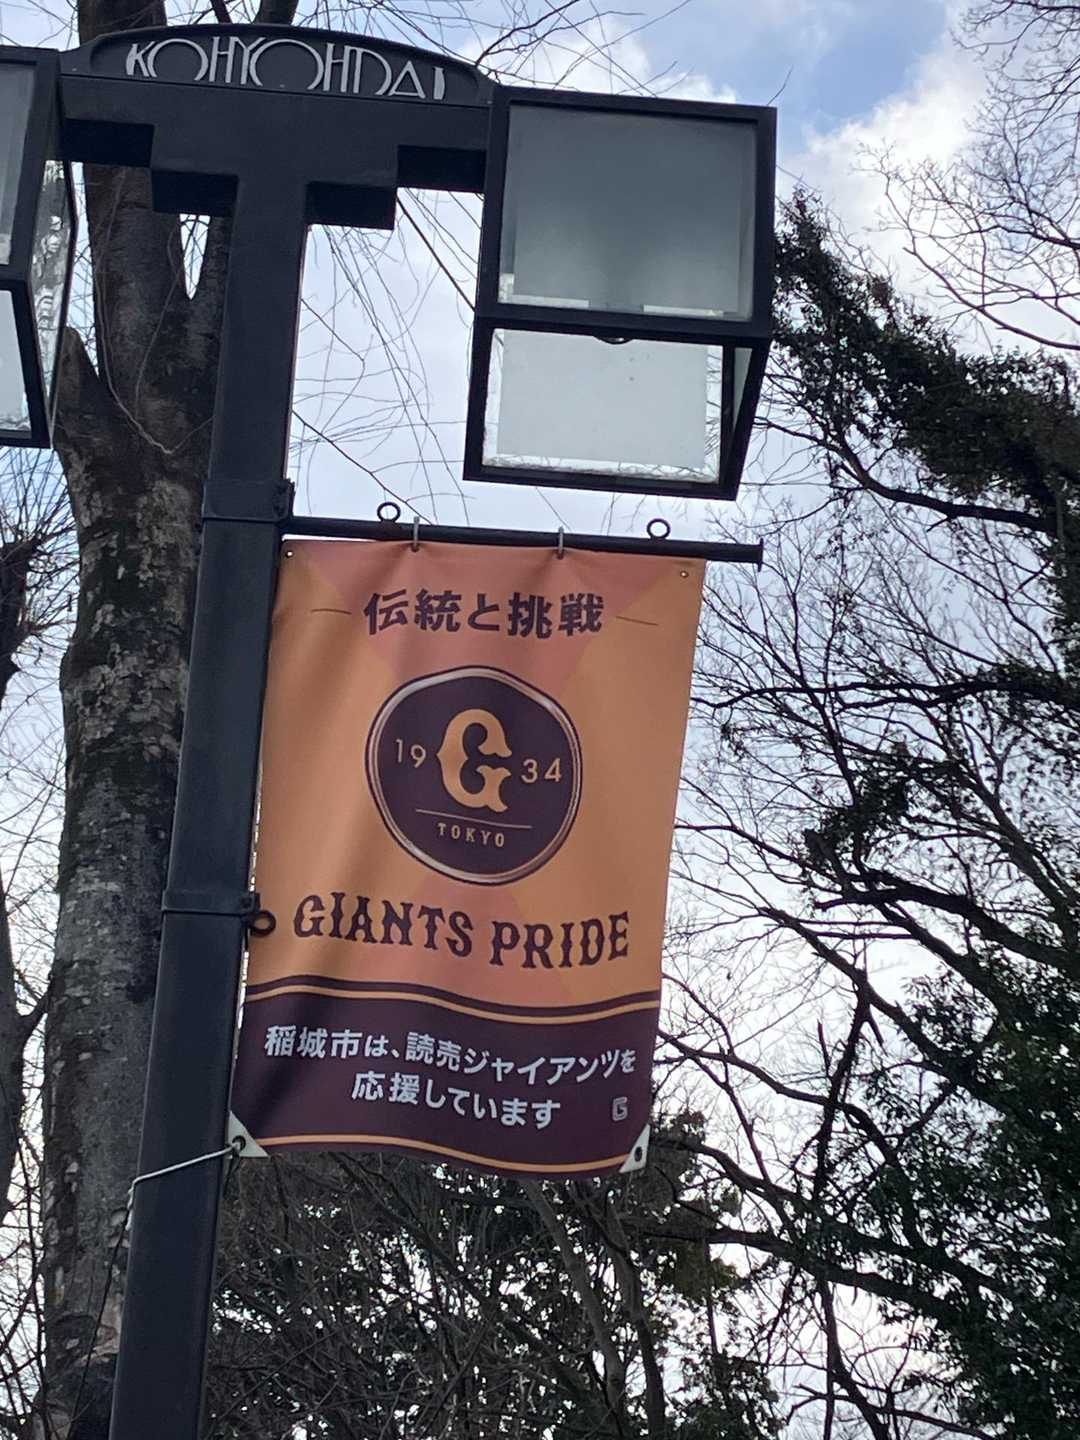 KOHYOHDAI
伝統と挑戦
19 G 34
TOKYO
GIANTS PRIDE
稲城市は、読売ジャイアンツを
応援しています
G